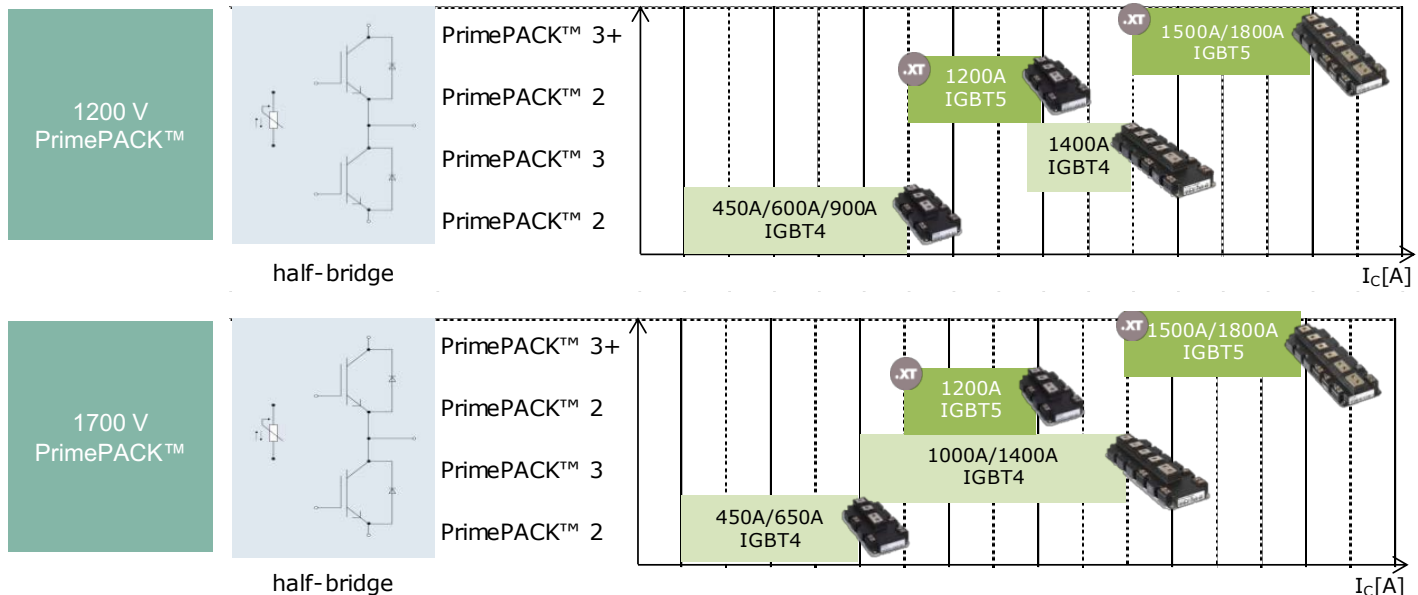 1200 V
PrimePACK™
half-bridge
PrimePACK™ 3+
PrimePACK™ 2
PrimePACK™ 3
PrimePACK™ 2
.XT
1500A/1800A
IGBT5
.XT
1200A
IGBT5
1400A
IGBT4
450A/600A/900A
IGBT4
I_C[A]
1700 V
PrimePACK™
half-bridge
PrimePACK™ 3+
PrimePACK™ 2
PrimePACK™ 3
PrimePACK™ 2
.XT
1500A/1800A
IGBT5
.XT
1200A
IGBT5
1000A/1400A
IGBT4
450A/650A
IGBT4
I_C[A]